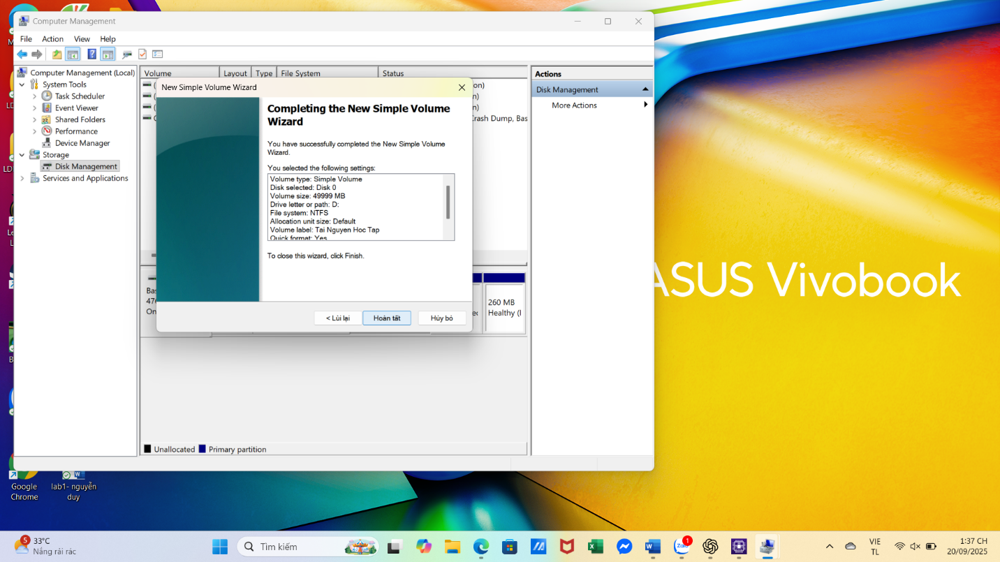 Computer Management
File Action View Help
Computer Management (Local)
System Tools
Task Scheduler
Event Viewer
Shared Folders
Performance
Device Manager
Storage
Disk Management
Services and Applications
Volume Layout Type File System Status
on)
n)
n)
Crash Dump, Bas
New Simple Volume Wizard
Completing the New Simple Volume
Wizard
You have successfully completed the New Simple Volume
Wizard.
You selected the following settings:
Volume type: Simple Volume
Disk selected: Disk 0
Volume size: 49999 MB
Drive letter or path: D:
File system: NTFS
Allocation unit size: Default
Volume label: Tai Nguyen Hoc Tap
Quick format: Yes
To close this wizard, click Finish.
< Lùi lại Hoàn tất Hủy bỏ
Bas
47
On
260 MB
Healthy (I
Unallocated Primary partition
Actions
Disk Management
More Actions
ASUS Vivobook
Google
Chrome
lab1- nguyễn
duy
5
33°C
Nắng rải rác
Tìm kiếm
Zalo
1
VIE
TL
1:37 CH
20/09/2025